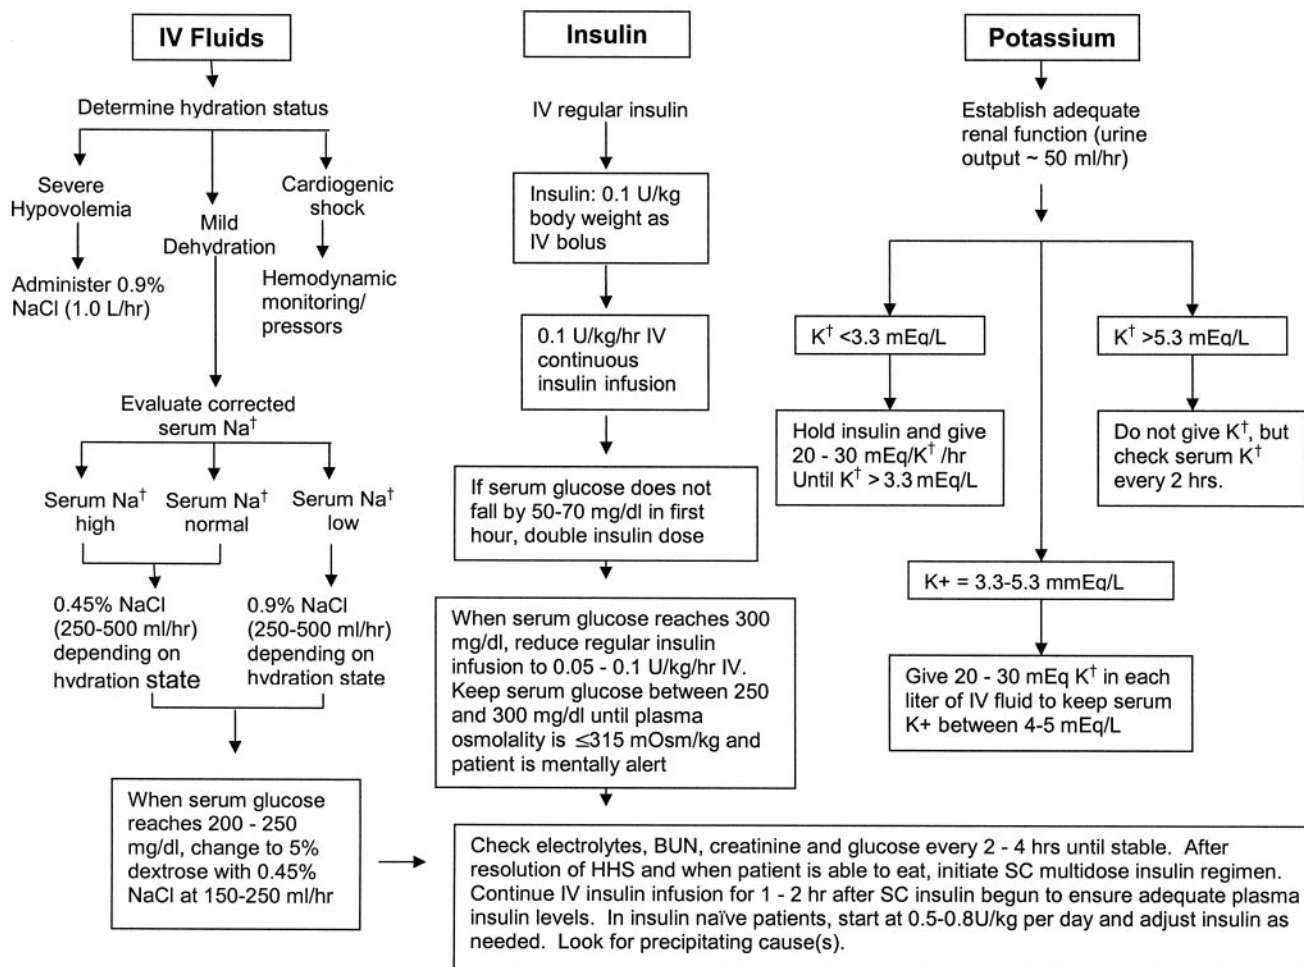 IV Fluids
Determine hydration status
Severe
Hypovolemia
Administer 0.9%
NaCl (1.0 L/hr)
Mild
Dehydration
Cardiogenic
shock
Hemodynamic
monitoring/
pressors
Evaluate corrected
serum Na†
Serum Na†
high
Serum Na†
normal
Serum Na†
low
0.45% NaCl
(250-500 ml/hr)
depending on
hvdration state
0.9% NaCl
(250-500 ml/hr)
depending on
hvdration state
When serum glucose
reaches 200 - 250
mg/dl, change to 5%
dextrose with 0.45%
NaCl at 150-250 ml/hr
Insulin
IV regular insulin
Insulin: 0.1 U/kg
body weight as
IV bolus
0.1 U/kg/hr IV
continuous
insulin infusion
If serum glucose does not
fall by 50-70 mg/dl in first
hour, double insulin dose
When serum glucose reaches 300
mg/dl, reduce regular insulin
infusion to 0.05 - 0.1 U/kg/hr IV.
Keep serum glucose between 250
and 300 mg/dl until plasma
osmolality is ≤315 mOsm/kg and
patient is mentally alert
Potassium
Establish adequate
renal function (urine
output ~ 50 ml/hr)
K† <3.3 mEq/L
Hold insulin and give
20 - 30 mEq/K† /hr
Until K† > 3.3 mEq/L
K† >5.3 mEq/L
Do not give K†, but
check serum K†
every 2 hrs.
K+ = 3.3-5.3 mmEq/L
Give 20 - 30 mEq K† in each
liter of IV fluid to keep serum
K+ between 4-5 mEq/L
Check electrolytes, BUN, creatinine and glucose every 2 - 4 hrs until stable. After
resolution of HHS and when patient is able to eat, initiate SC multidose insulin regimen.
Continue IV insulin infusion for 1 - 2 hr after SC insulin begun to ensure adequate plasma
insulin levels. In insulin naïve patients, start at 0.5-0.8U/kg per day and adjust insulin as
needed. Look for precipitating cause(s).